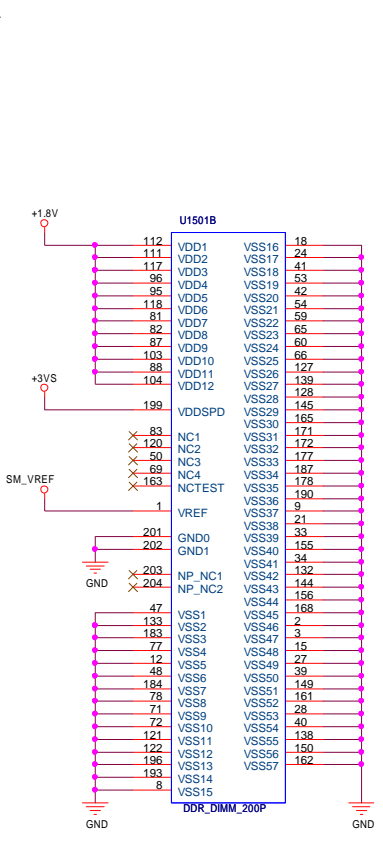 +1.8V
U1501B
112 VDD1 VSS16 18
111 VDD2 VSS17 24
117 VDD3 VSS18 41
96 VDD4 VSS19 53
95 VDD5 VSS20 42
118 VDD6 VSS21 54
81 VDD7 VSS22 59
82 VDD8 VSS23 65
87 VDD9 VSS24 60
103 VDD10 VSS25 66
88 VDD11 VSS26 127
104 VDD12 VSS27 139
+3VS
VSS28 128
199 VDDSPD VSS29 145
VSS30 165
83 NC1 VSS31 171
120 NC2 VSS32 172
50 NC3 VSS33 177
69 NC4 VSS34 187
163 NCTEST VSS35 178
SM_VREF
VSS36 190
1 VREF VSS37 9
VSS38 21
201 GND0 VSS39 33
202 GND1 VSS40 155
VSS41 34
203 NP_NC1 VSS42 132
204 NP_NC2 VSS43 144
GND
VSS44 156
47 VSS1 VSS45 168
133 VSS2 VSS46 2
183 VSS3 VSS47 3
77 VSS4 VSS48 15
12 VSS5 VSS49 27
48 VSS6 VSS50 39
184 VSS7 VSS51 149
78 VSS8 VSS52 161
71 VSS9 VSS53 28
72 VSS10 VSS54 40
121 VSS11 VSS55 138
122 VSS12 VSS56 150
196 VSS13 VSS57 162
193 VSS14
8 VSS15
DDR_DIMM_200P
GND
GND